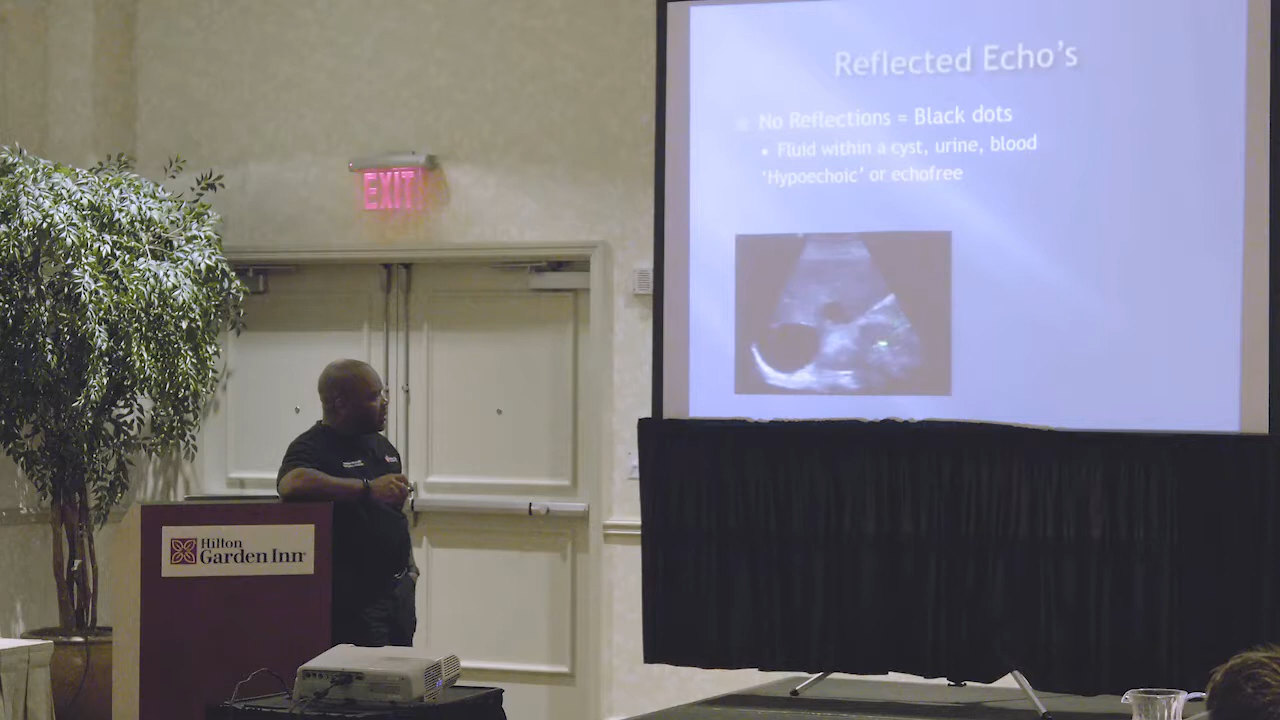 Reflected Echo's
No Reflections = Black dots
• Fluid within a cyst, urine, blood
'Hypoechoic' or echofree
EXIT
Hilton
Garden Inn